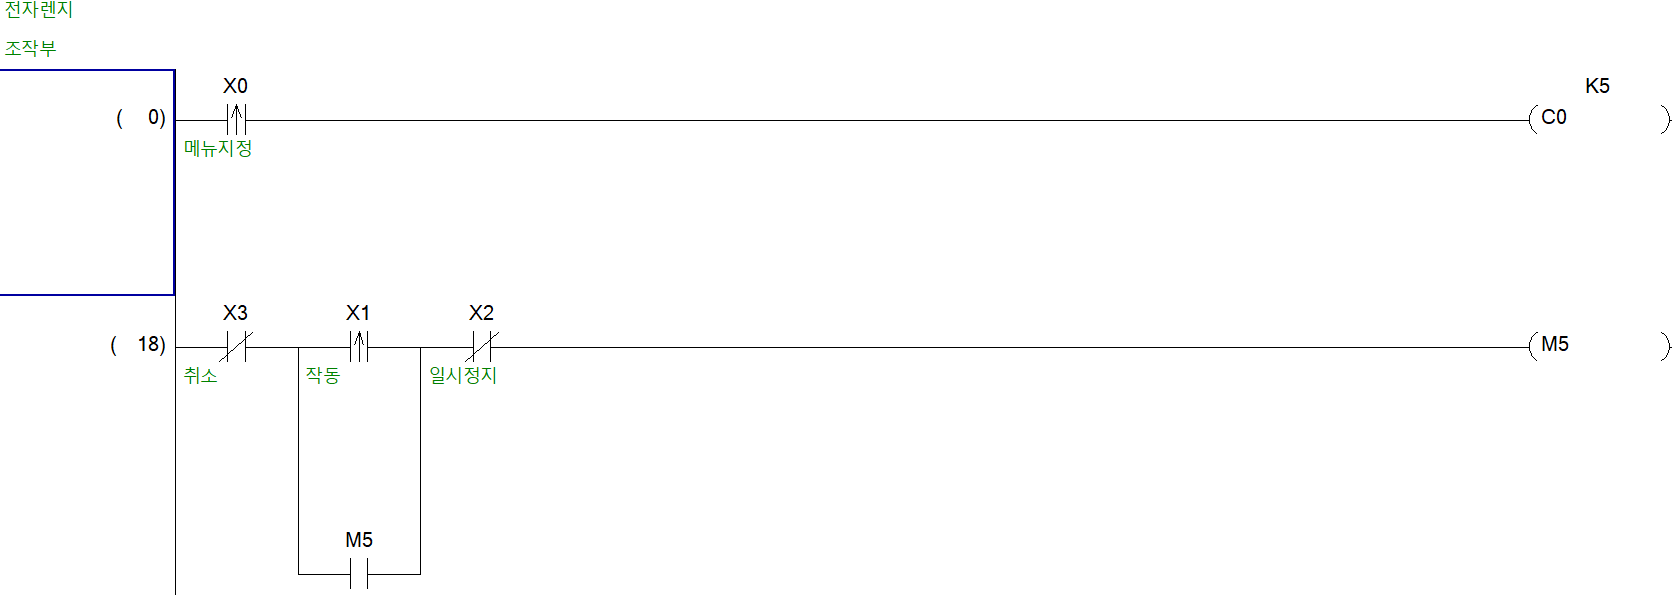 전자렌지
조작부
X0 K5
( 0) C0
메뉴지정
X3 X1 X2
( 18) M5
취소 작동 일시정지
M5